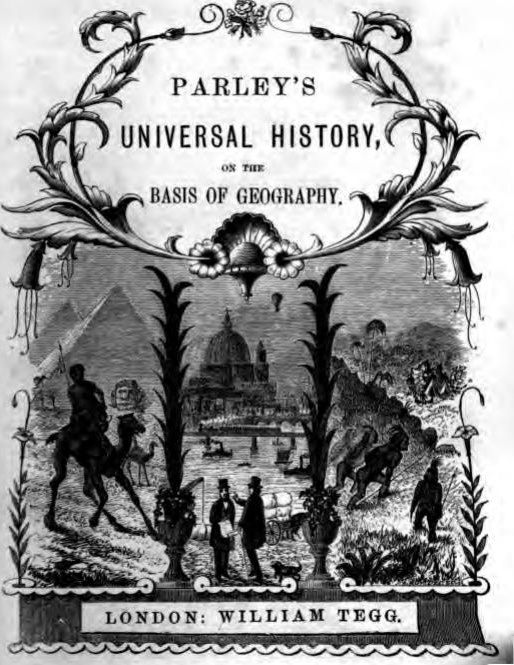 PARLEY'S
UNIVERSAL HISTORY,
ON THE
BASIS OF GEOGRAPHY.
LONDON: WILLIAM TEGG.